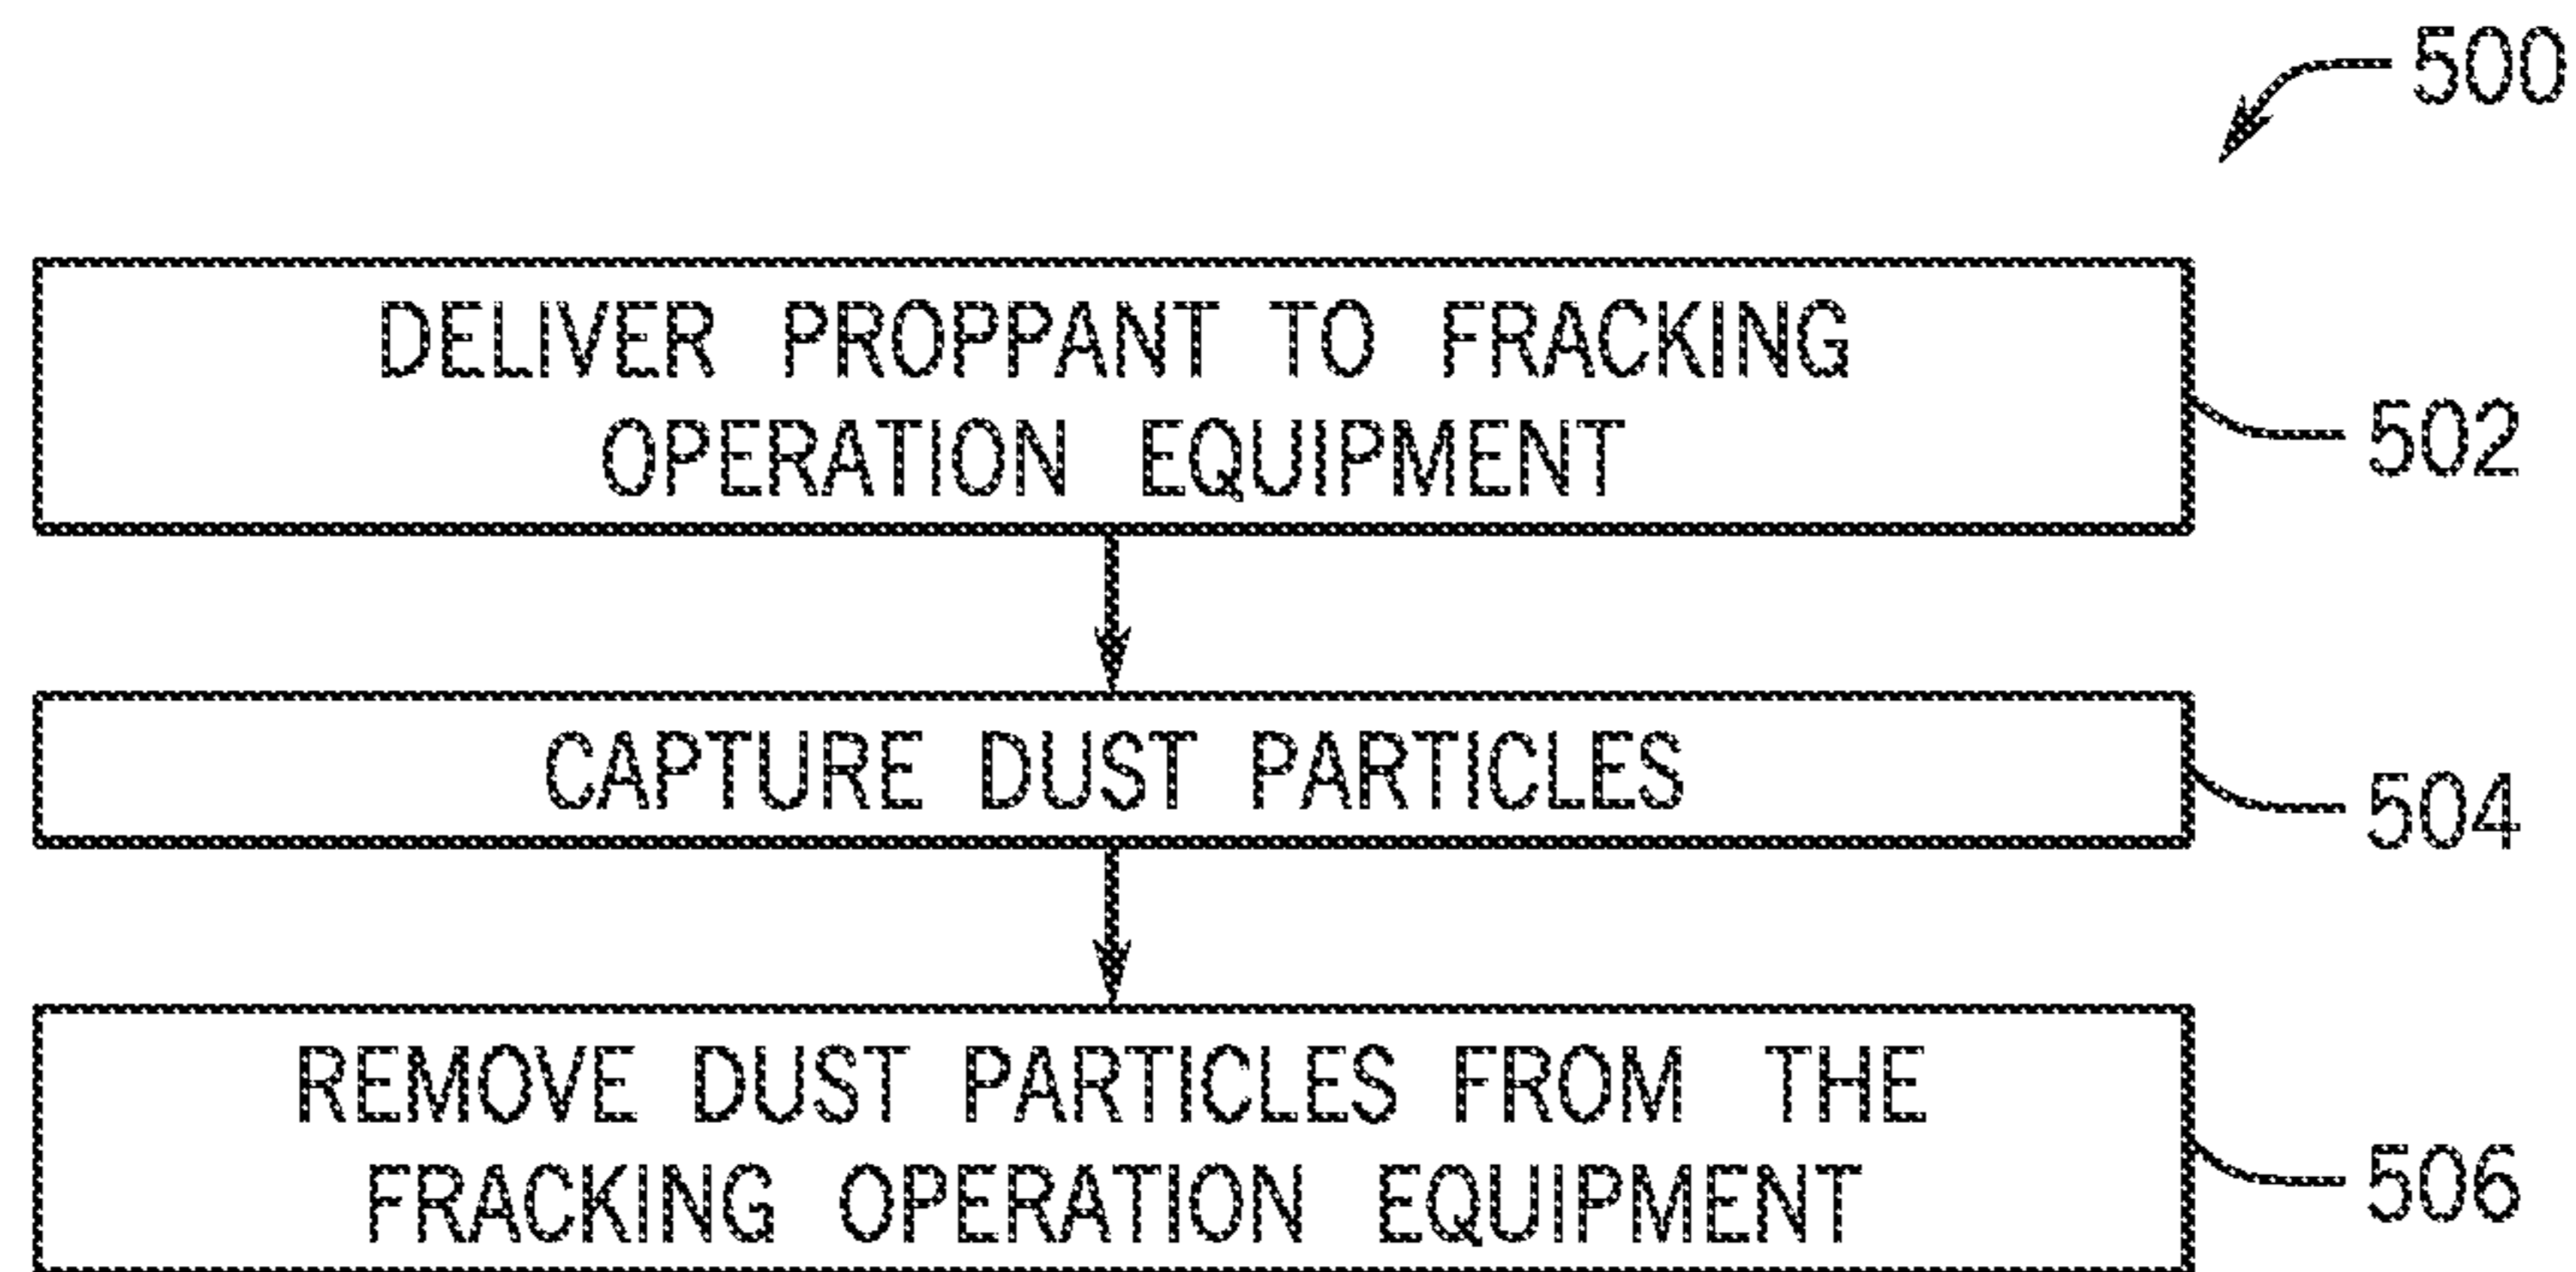 500
DELIVER PROPPANT TO FRACKING
OPERATION EQUIPMENT
502
CAPTURE DUST PARTICLES
504
REMOVE DUST PARTICLES FROM THE
FRACKING OPERATION EQUIPMENT
506